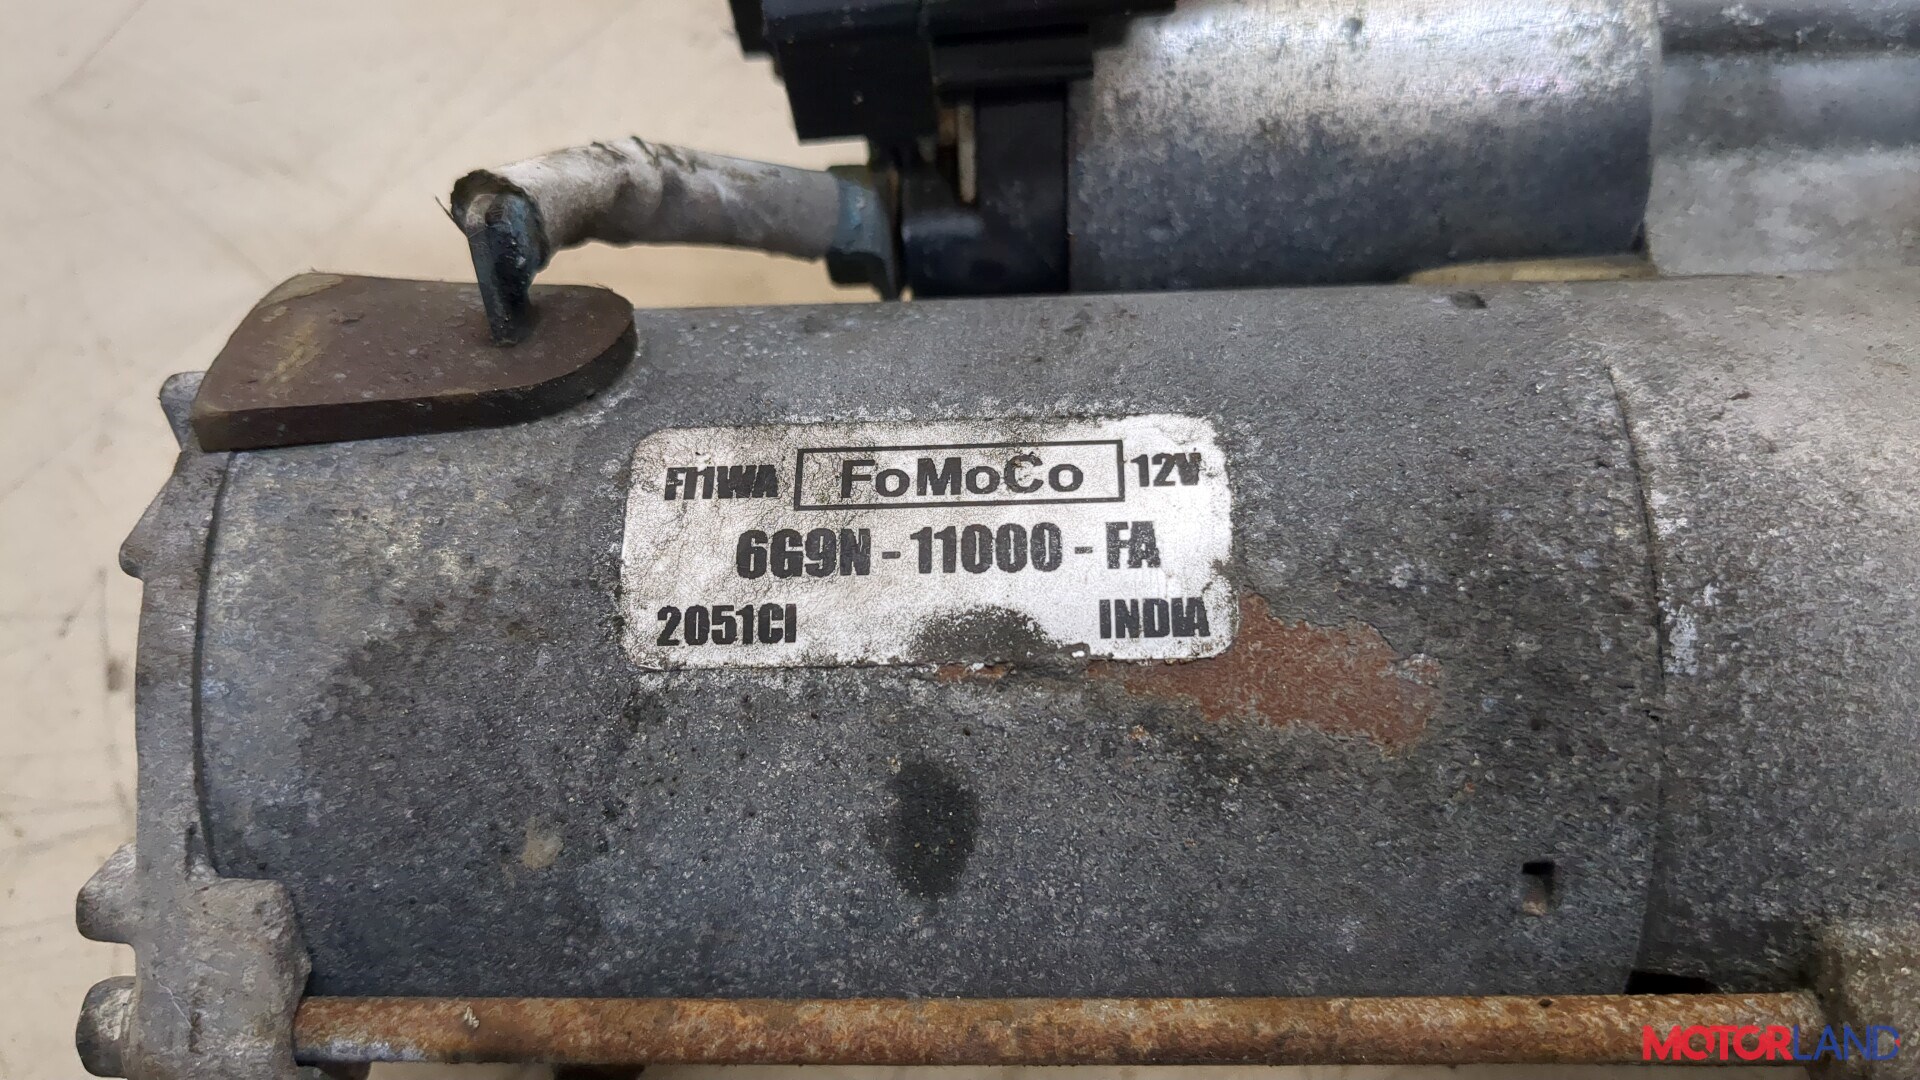 F11WA FoMoCo 12V
6G9N - 11000 - FA
2051CI INDIA
MOTORLAND